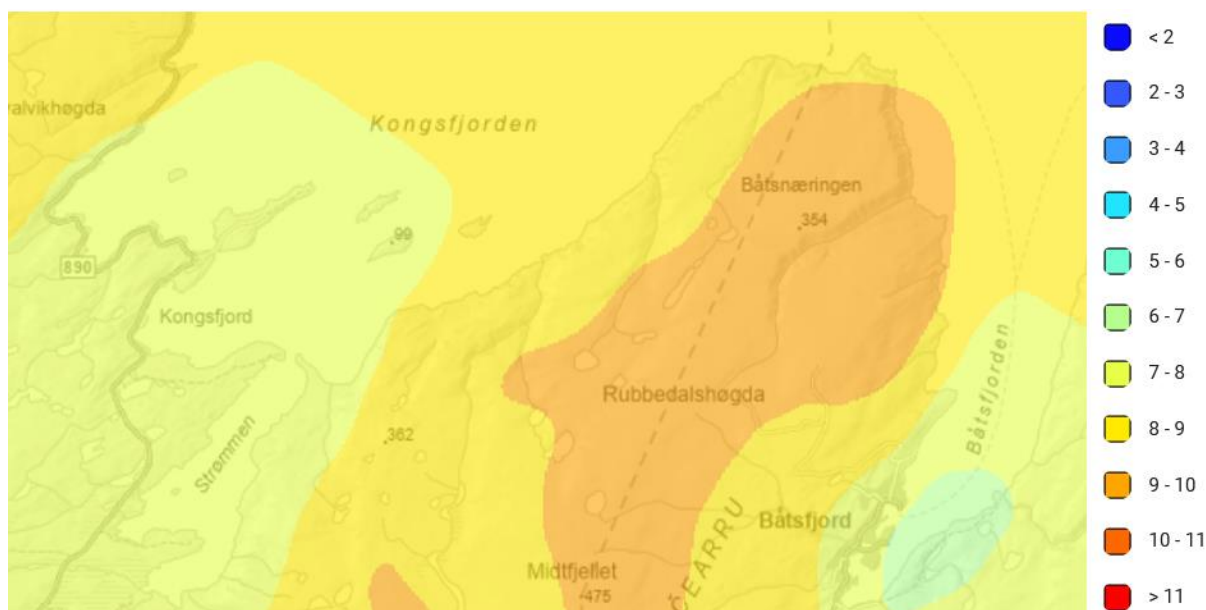 alvikhøgda
Kongsfjorden
Båtsnæringen
354
99
890
Kongsfjord
Båtsfjorden
Rubbedalshøgda
362
Strømmen
Båtsfjord
ČEARRU
Midtfjellet
475
< 2
2 - 3
3 - 4
4 - 5
5 - 6
6 - 7
7 - 8
8 - 9
9 - 10
10 - 11
> 11